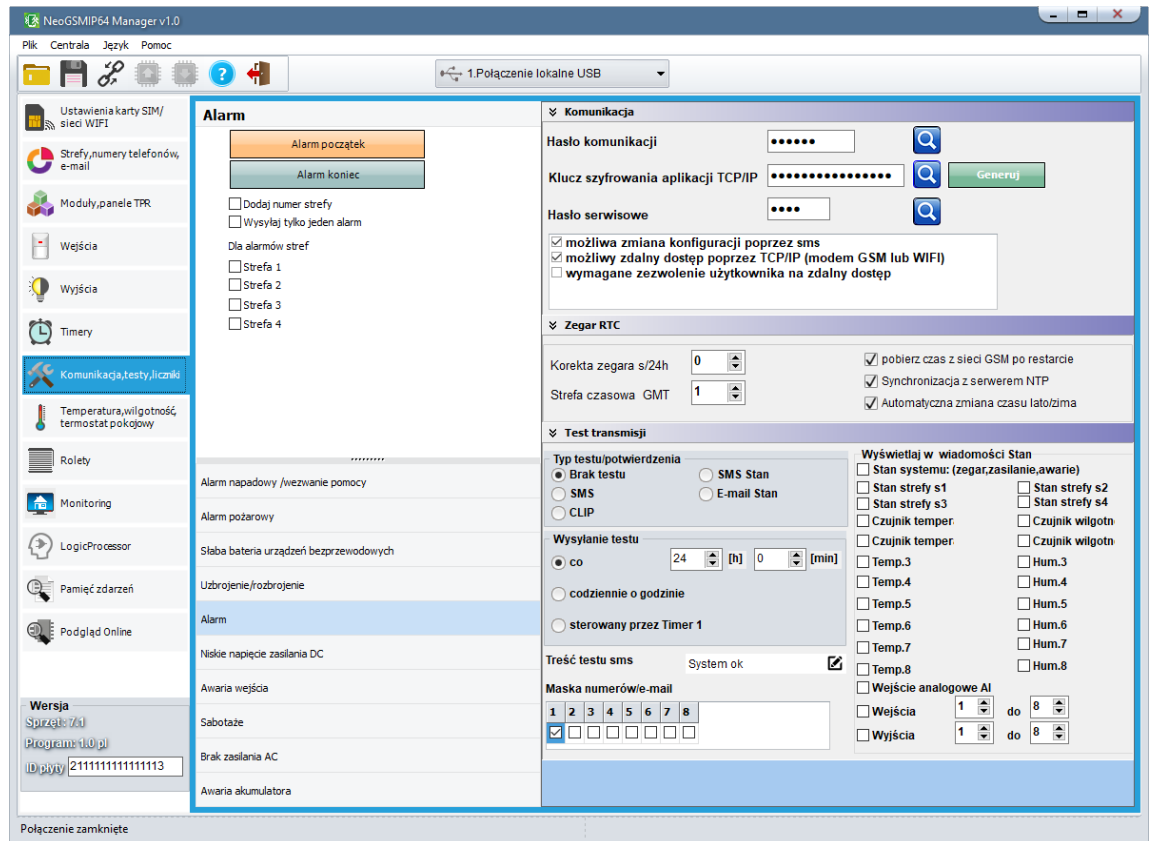 NeoGSMIP64 Manager v1.0
Plik Centrala Język Pomoc
1.Połączenie lokalne USB
Ustawienia karty SIM/
sieci WIFI
Strefy,numery telefonów,
e-mail
Moduły,panele TPR
Wejścia
Wyjścia
Timery
Komunikacja,testy,liczniki
Temperatura,wilgotność,
termostat pokojowy
Rolety
Monitoring
LogicProcessor
Pamięć zdarzeń
Podgląd Online
Wersja
Sprzęt: 7.1
Program: 1.0 pl
ID płyty 2111111111111113
Alarm
Alarm początek
Alarm koniec
Dodaj numer strefy
Wysyłaj tylko jeden alarm
Dla alarmów stref
Strefa 1
Strefa 2
Strefa 3
Strefa 4
Alarm napadowy /wezwanie pomocy
Alarm pożarowy
Słaba bateria urządzeń bezprzewodowych
Uzbrojenie/rozbrojenie
Alarm
Niskie napięcie zasilania DC
Awaria wejścia
Sabotaże
Brak zasilania AC
Awaria akumulatora
Komunikacja
Hasło komunikacji ••••••
Klucz szyfrowania aplikacji TCP/IP •••••••••••••••• Generuj
Hasło serwisowe ••••
możliwa zmiana konfiguracji poprzez sms
możliwy zdalny dostęp poprzez TCP/IP (modem GSM lub WIFI)
wymagane zezwolenie użytkownika na zdalny dostęp
Zegar RTC
Korekta zegara s/24h 0
Strefa czasowa GMT 1
pobierz czas z sieci GSM po restarcie
Synchronizacja z serwerem NTP
Automatyczna zmiana czasu lato/zima
Test transmisji
Typ testu/potwierdzenia
Brak testu SMS Stan
SMS E-mail Stan
CLIP
Wysyłanie testu
co 24 [h] 0 [min]
codziennie o godzinie
sterowany przez Timer 1
Treść testu sms System ok
Maska numerów/e-mail
1 2 3 4 5 6 7 8
Wyświetlaj w wiadomości Stan
Stan systemu: (zegar,zasilanie,awarie)
Stan strefy s1 Stan strefy s2
Stan strefy s3 Stan strefy s4
Czujnik temper Czujnik wilgotn
Czujnik temper Czujnik wilgotn
Temp.3 Hum.3
Temp.4 Hum.4
Temp.5 Hum.5
Temp.6 Hum.6
Temp.7 Hum.7
Temp.8 Hum.8
Wejście analogowe AI
Wejścia 1 do 8
Wyjścia 1 do 8
Połączenie zamknięte